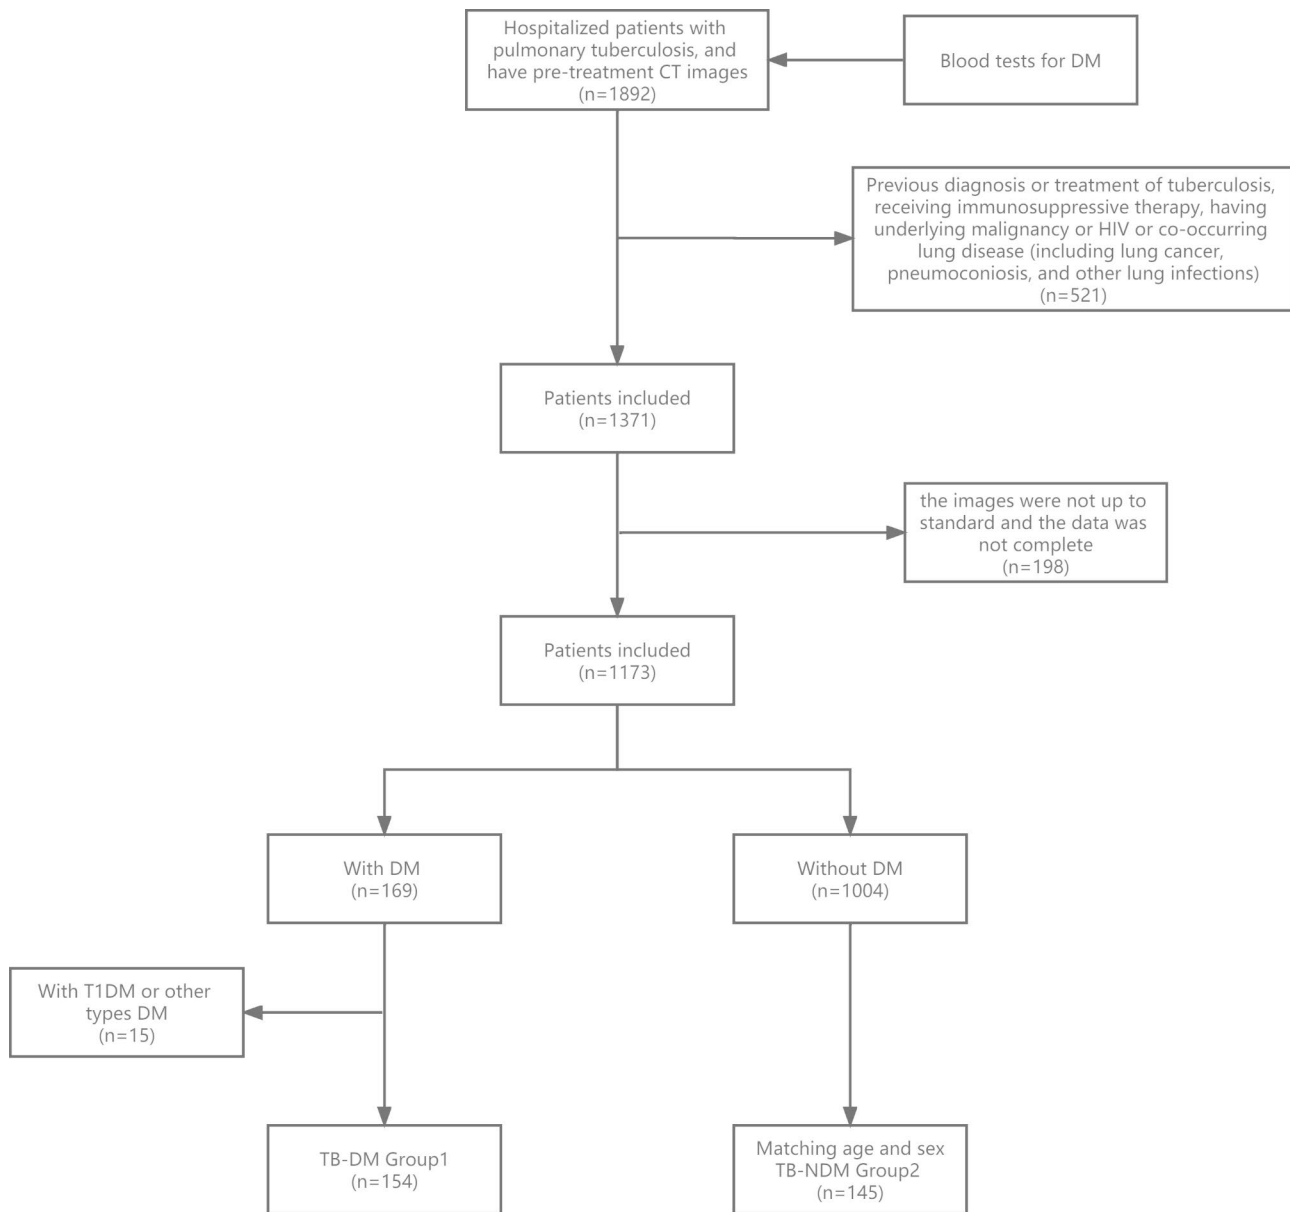 Hospitalized patients with
pulmonary tuberculosis, and
have pre-treatment CT images
(n=1892)
Blood tests for DM
Previous diagnosis or treatment of tuberculosis,
receiving immunosuppressive therapy, having
underlying malignancy or HIV or co-occurring
lung disease (including lung cancer,
pneumoconiosis, and other lung infections)
(n=521)
Patients included
(n=1371)
the images were not up to
standard and the data was
not complete
(n=198)
Patients included
(n=1173)
With DM
(n=169)
Without DM
(n=1004)
With T1DM or other
types DM
(n=15)
TB-DM Group1
(n=154)
Matching age and sex
TB-NDM Group2
(n=145)